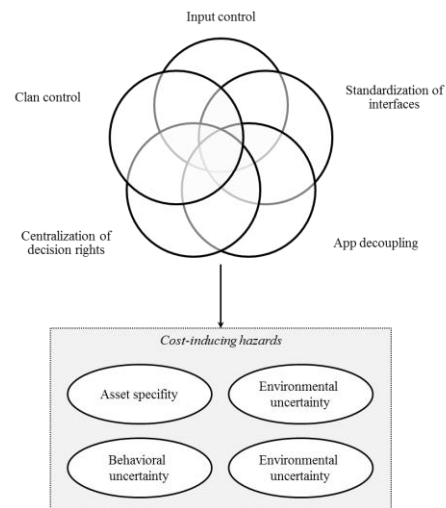 Input control
Clan control
Standardization of
interfaces
Centralization of
decision rights
App decoupling
Cost-inducing hazards
Asset specifity
Environmental
uncertainty
Behavioral
uncertainty
Environmental
uncertainty